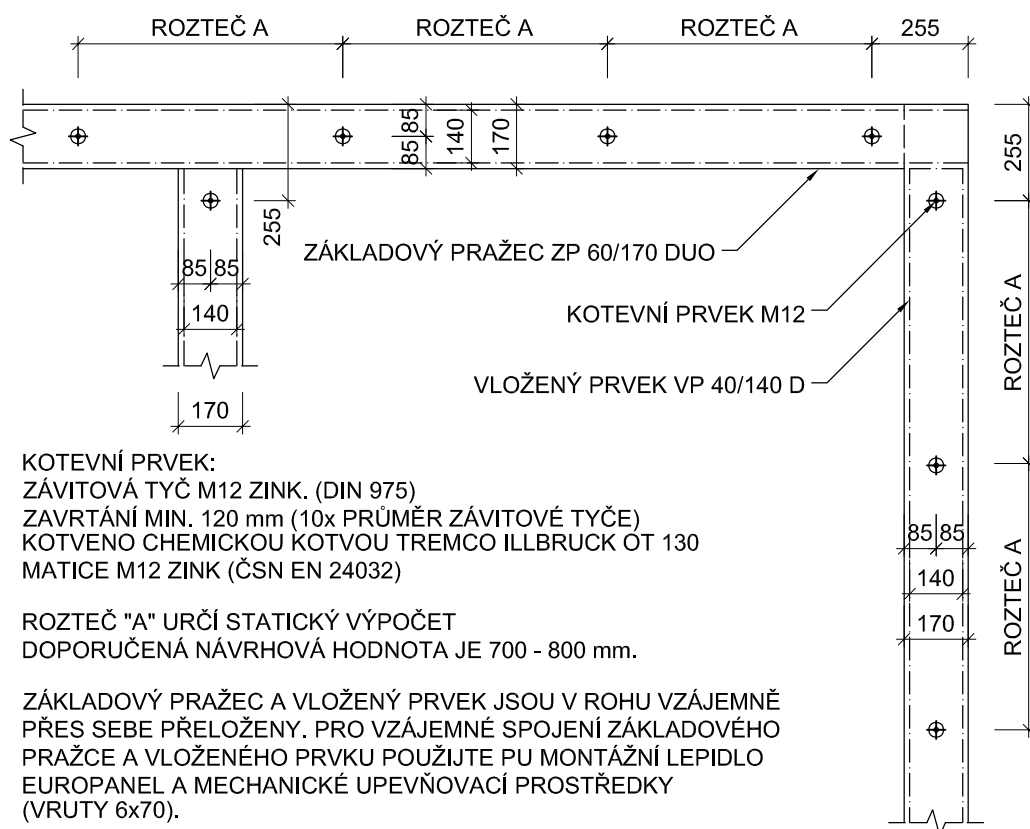 ROZTEČ A ROZTEČ A ROZTEČ A 255
85
85
140
170
255
255
ZÁKLADOVÝ PRAŽEC ZP 60/170 DUO
85 85
140
170
KOTEVNÍ PRVEK M12
VLOŽENÝ PRVEK VP 40/140 D
ROZTEČ A
ROZTEČ A
85 85
140
170
KOTEVNÍ PRVEK:
ZÁVITOVÁ TYČ M12 ZINK. (DIN 975)
ZAVRTÁNÍ MIN. 120 mm (10x PRŮMĚR ZÁVITOVÉ TYČE)
KOTVENO CHEMICKOU KOTVOU TREMCO ILLBRUCK OT 130
MATICE M12 ZINK (ČSN EN 24032)
ROZTEČ "A" URČÍ STATICKÝ VÝPOČET
DOPORUČENÁ NÁVRHOVÁ HODNOTA JE 700 - 800 mm.
ZÁKLADOVÝ PRAŽEC A VLOŽENÝ PRVEK JSOU V ROHU VZÁJEMNĚ
PŘES SEBE PŘELOŽENY. PRO VZÁJEMNÉ SPOJENÍ ZÁKLADOVÉHO
PRAŽCE A VLOŽENÉHO PRVKU POUŽIJTE PU MONTÁŽNÍ LEPIDLO
EUROPANEL A MECHANICKÉ UPEVŇOVACÍ PROSTŘEDKY
(VRUTY 6x70).